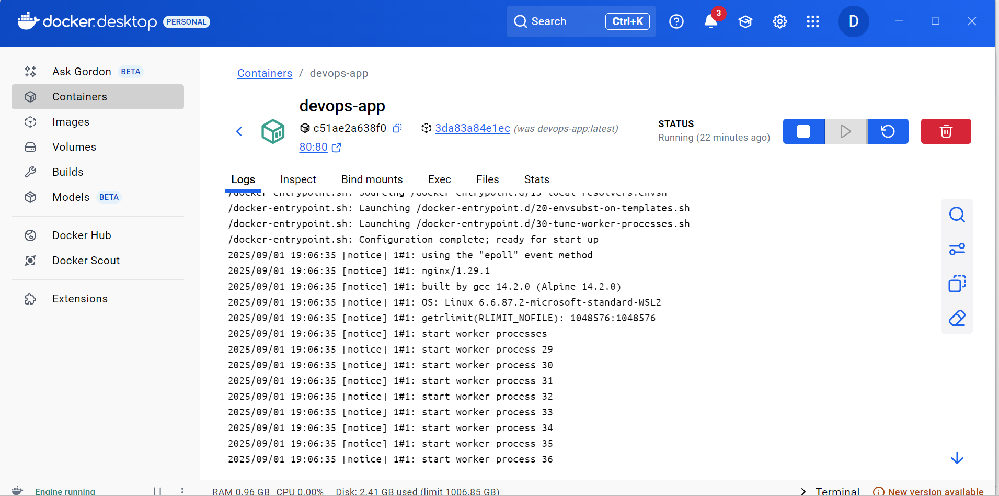 docker desktop PERSONAL
Search Ctrl+K
3
D
Ask Gordon BETA
Containers
Images
Volumes
Builds
Models BETA
Docker Hub
Docker Scout
Extensions
Containers / devops-app
devops-app
c51ae2a638f0 3da83a84e1ec (was devops-app:latest)
80:80
STATUS
Running (22 minutes ago)
Logs Inspect Bind mounts Exec Files Stats
/docker-entrypoint.sh: Sourcing /docker-entrypoint.d/15-local-resolvers.envsh
/docker-entrypoint.sh: Launching /docker-entrypoint.d/20-envsubst-on-templates.sh
/docker-entrypoint.sh: Launching /docker-entrypoint.d/30-tune-worker-processes.sh
/docker-entrypoint.sh: Configuration complete; ready for start up
2025/09/01 19:06:35 [notice] 1#1: using the "epoll" event method
2025/09/01 19:06:35 [notice] 1#1: nginx/1.29.1
2025/09/01 19:06:35 [notice] 1#1: built by gcc 14.2.0 (Alpine 14.2.0)
2025/09/01 19:06:35 [notice] 1#1: OS: Linux 6.6.87.2-microsoft-standard-WSL2
2025/09/01 19:06:35 [notice] 1#1: getrlimit(RLIMIT_NOFILE): 1048576:1048576
2025/09/01 19:06:35 [notice] 1#1: start worker processes
2025/09/01 19:06:35 [notice] 1#1: start worker process 29
2025/09/01 19:06:35 [notice] 1#1: start worker process 30
2025/09/01 19:06:35 [notice] 1#1: start worker process 31
2025/09/01 19:06:35 [notice] 1#1: start worker process 32
2025/09/01 19:06:35 [notice] 1#1: start worker process 33
2025/09/01 19:06:35 [notice] 1#1: start worker process 34
2025/09/01 19:06:35 [notice] 1#1: start worker process 35
2025/09/01 19:06:35 [notice] 1#1: start worker process 36
Engine running
RAM 0.96 GB CPU 0.00% Disk: 2.41 GB used (limit 1006.85 GB)
Terminal
New version available